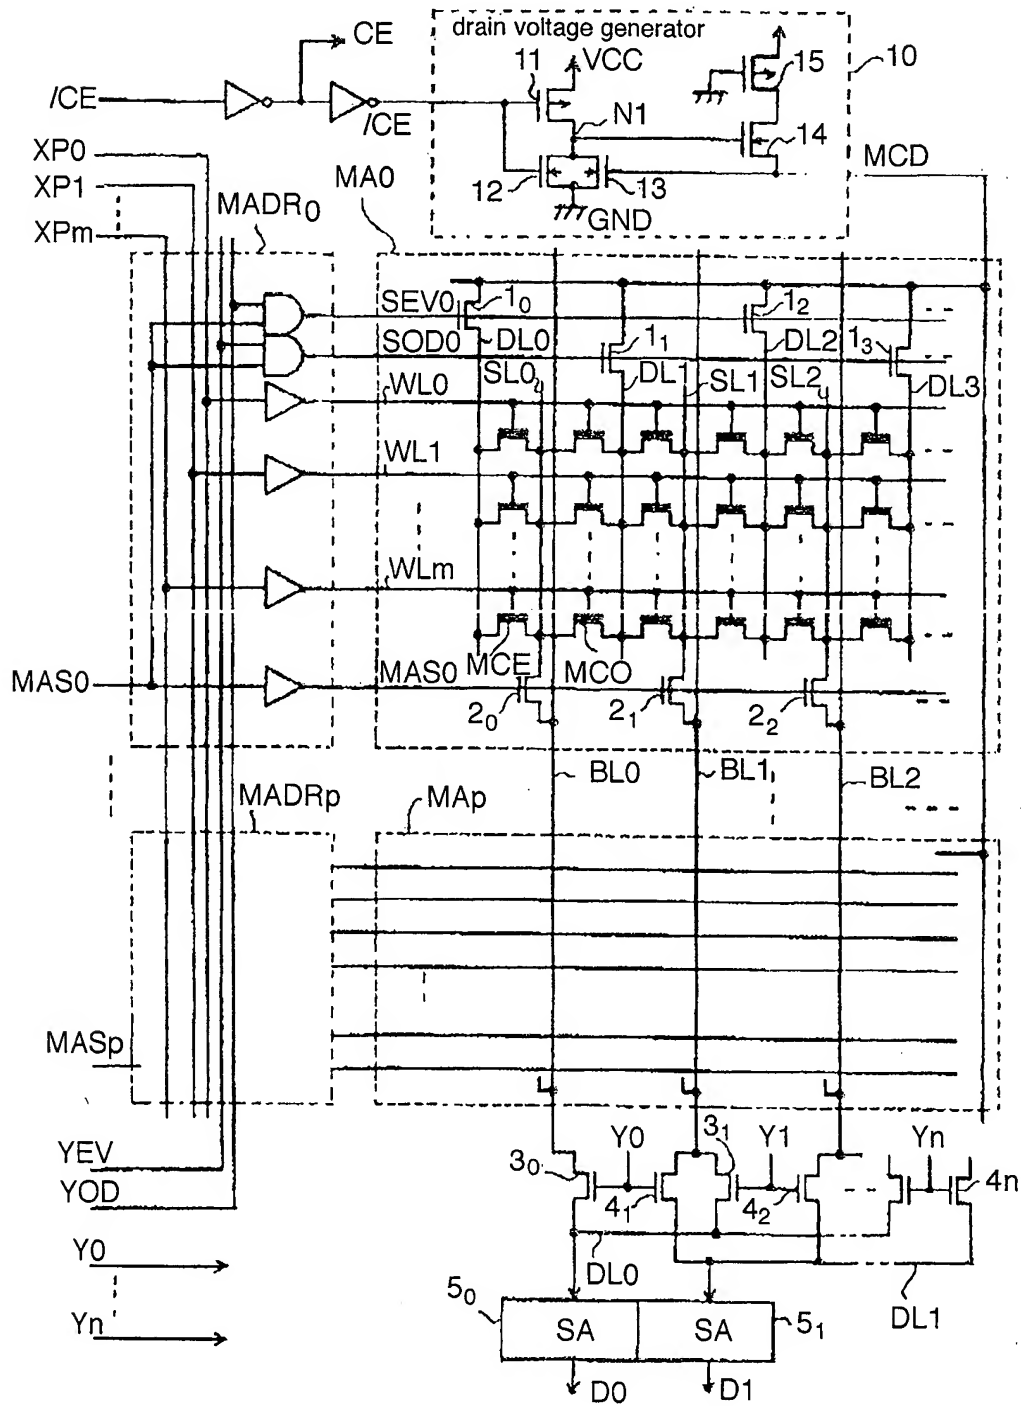 drain voltage generator
CE
11
VCC
15
10
/CE
/CE
N1
14
XP0
XP1
XPm
MA0
MADR0
12
13
GND
MCD
SEV0
10
12
SOD0
DL0
11
DL2
13
SL0
DL1
SL1
SL2
DL3
WL0
WL1
WLm
MCE
MCO
MAS0
MAS0
20
21
22
BL0
BL1
BL2
MADRp
MAp
MASp
YEV
YOD
Y0
31
Y1
Yn
30
41
42
4n
Y0
DL0
DL1
Yn
50
SA
SA
51
D0
D1